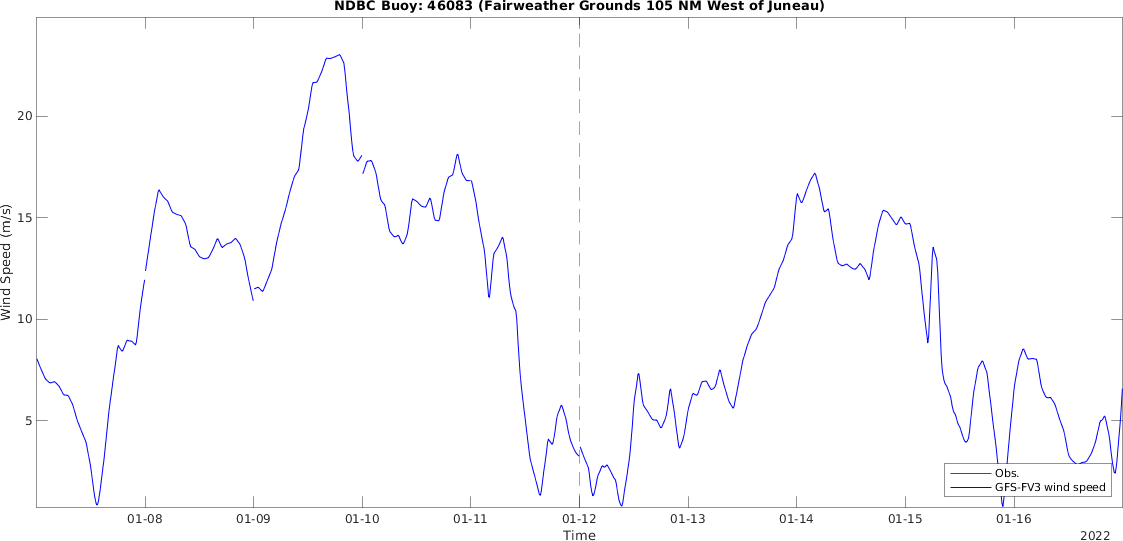 NDBC Buoy: 46083 (Fairweather Grounds 105 NM West of Juneau)
Wind Speed (m/s)
20
15
10
5
Obs.
GFS-FV3 wind speed
01-08 01-09 01-10 01-11 01-12 01-13 01-14 01-15 01-16
Time
2022